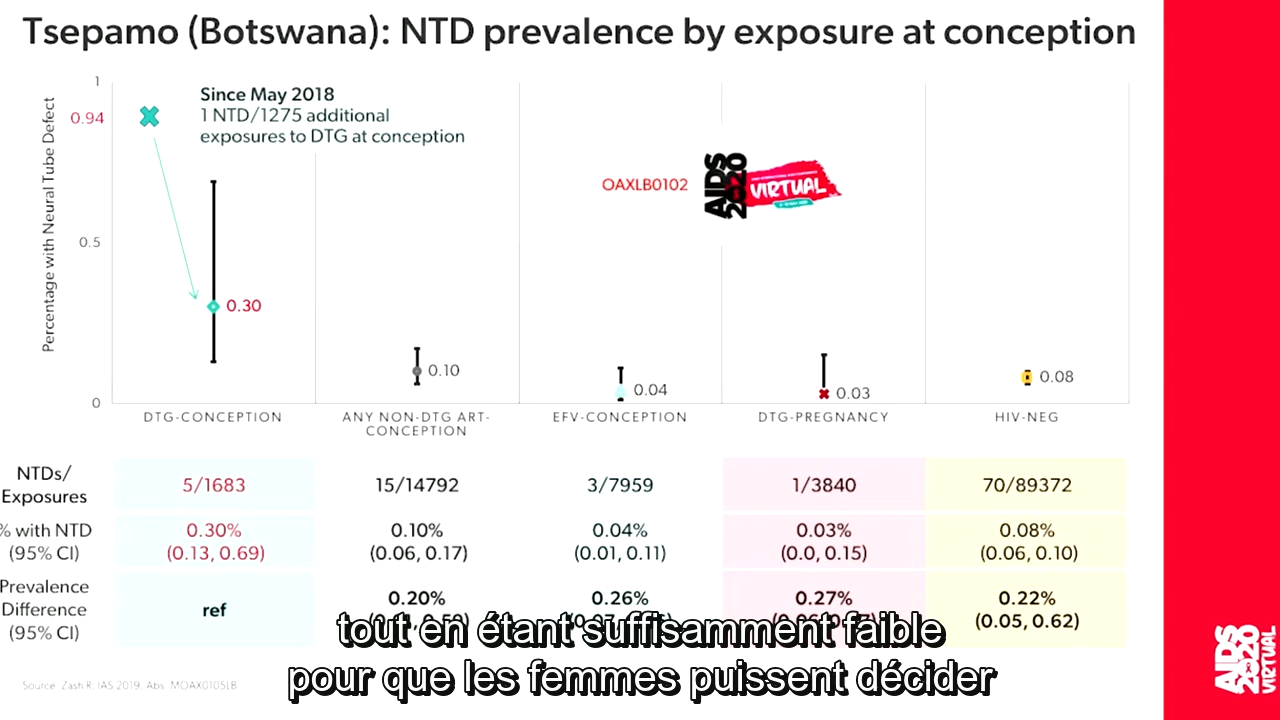 Tsepamo (Botswana): NTD prevalence by exposure at conception
Percentage with Neural Tube Defect
1
0.94
0.5
0
Since May 2018
1 NTD/1275 additional
exposures to DTG at conception
OAXLB0102
AIDS
2020
VIRTUAL
0.30
0.10
0.04
0.03
0.08
DTG-CONCEPTION
ANY NON-DTG ART-
CONCEPTION
EFV-CONCEPTION
DTG-PREGNANCY
HIV-NEG
NTDs/
Exposures
5/1683
15/14792
3/7959
1/3840
70/89372
% with NTD
(95% CI)
0.30%
(0.13, 0.69)
0.10%
(0.06, 0.17)
0.04%
(0.01, 0.11)
0.03%
(0.0, 0.15)
0.08%
(0.06, 0.10)
Prevalence
Difference
(95% CI)
ref
0.20%
0.26%
0.27%
0.22%
(0.05, 0.62)
tout en étant suffisamment faible
pour que les femmes puissent décider
Source: Zash R, IAS 2019, Abs. MOAX0105LB
AIDS
2020
VIRTUAL